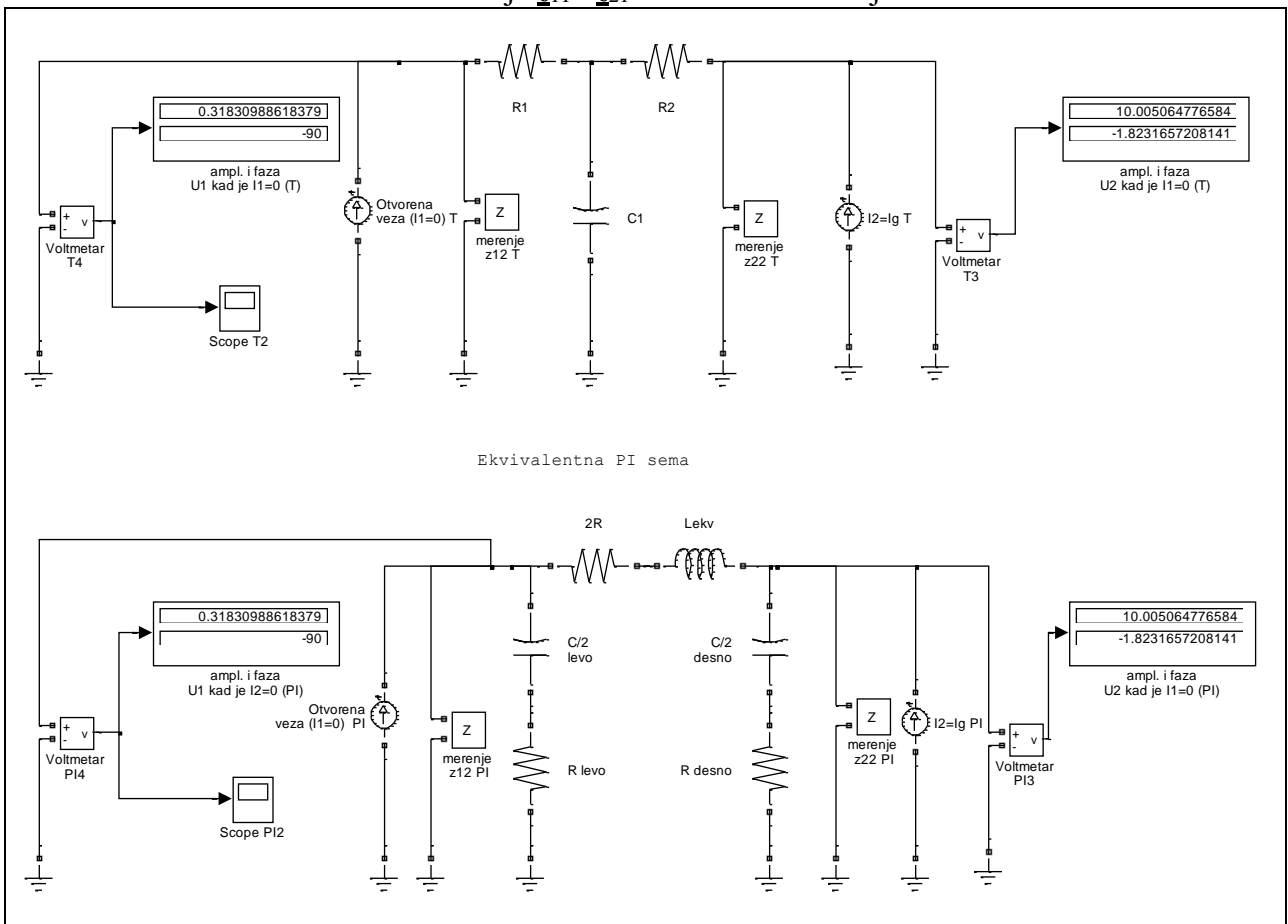 R1
R2
0.31830988618379
-90
ampl. i faza
U1 kad je I1=0 (T)
10.005064776584
-1.8231657208141
ampl. i faza
U2 kad je I1=0 (T)
+
-
v
Voltmetar
T4
Otvorena
veza (I1=0) T
Z
merenje
z12 T
C1
Z
merenje
z22 T
I2=Ig T
+
-
v
Voltmetar
T3
Scope T2
Ekvivalentna PI sema
2R
Lekv
0.31830988618379
-90
ampl. i faza
U1 kad je I2=0 (PI)
10.005064776584
-1.8231657208141
ampl. i faza
U2 kad je I1=0 (PI)
C/2
levo
C/2
desno
+
-
v
Voltmetar
PI4
Otvorena
veza (I1=0) PI
Z
merenje
z12 PI
R levo
R desno
Z
merenje
z22 PI
I2=Ig PI
+
-
v
Voltmetar
PI3
Scope PI2